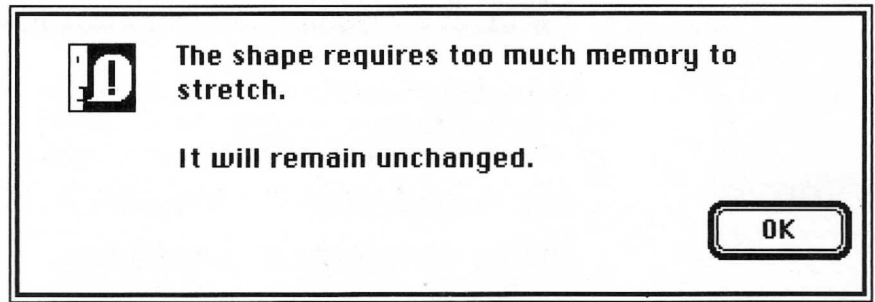 The shape requires too much memory to
stretch.
It will remain unchanged.
OK